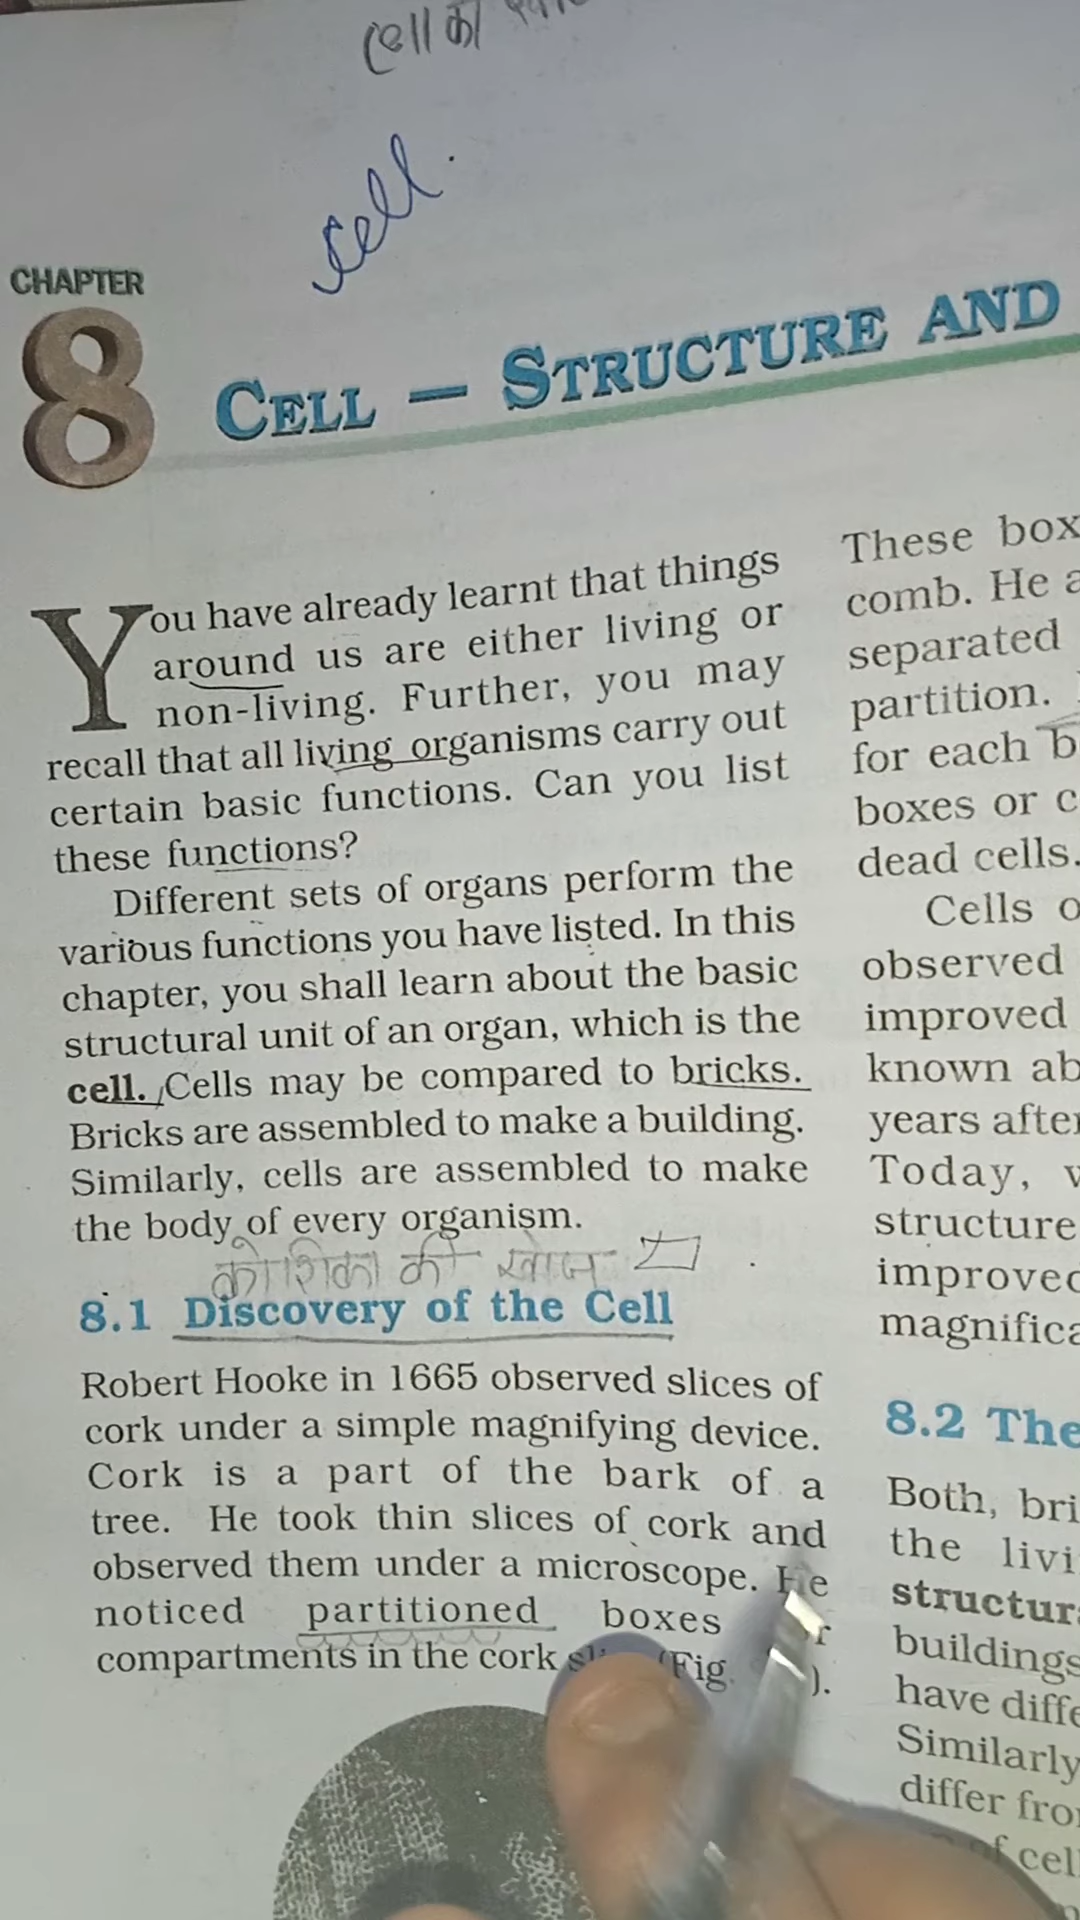 cell का
cell.
CHAPTER
8
CELL — STRUCTURE AND
You have already learnt that things
around us are either living or
non-living. Further, you may
recall that all living organisms carry out
certain basic functions. Can you list
these functions?
Different sets of organs perform the
various functions you have listed. In this
chapter, you shall learn about the basic
structural unit of an organ, which is the
cell. Cells may be compared to bricks.
Bricks are assembled to make a building.
Similarly, cells are assembled to make
the body of every organism.
कोशिका की खोज
8.1 Discovery of the Cell
Robert Hooke in 1665 observed slices of
cork under a simple magnifying device.
Cork is a part of the bark of a
tree. He took thin slices of cork and
observed them under a microscope. He
noticed partitioned boxes
compartments in the cork (Fig. ).
These box
comb. He a
separated
partition.
for each b
boxes or c
dead cells.
Cells o
observed
improved
known ab
years after
Today, v
structure
improved
magnifica
8.2 The
Both, bri
the livi
structur
buildings
have diffe
Similarly
differ fro
of cel